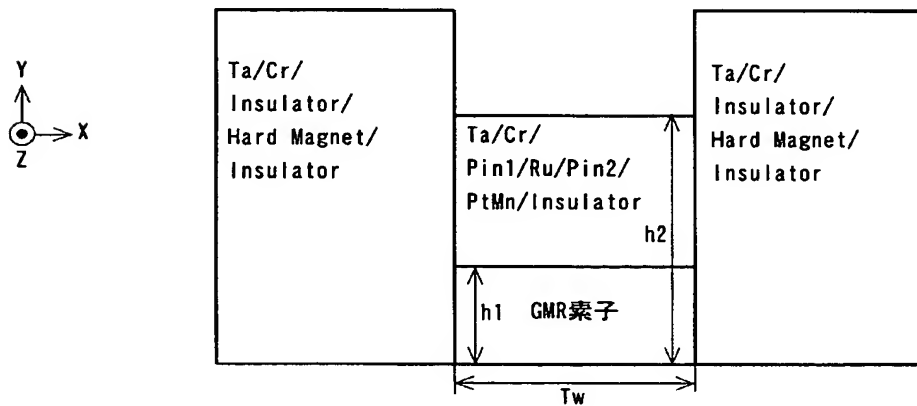 Y
X
Z
Ta/Cr/
Insulator/
Hard Magnet/
Insulator
Ta/Cr/
Pin1/Ru/Pin2/
PtMn/Insulator
h2
h1
GMR素子
Tw
Ta/Cr/
Insulator/
Hard Magnet/
Insulator